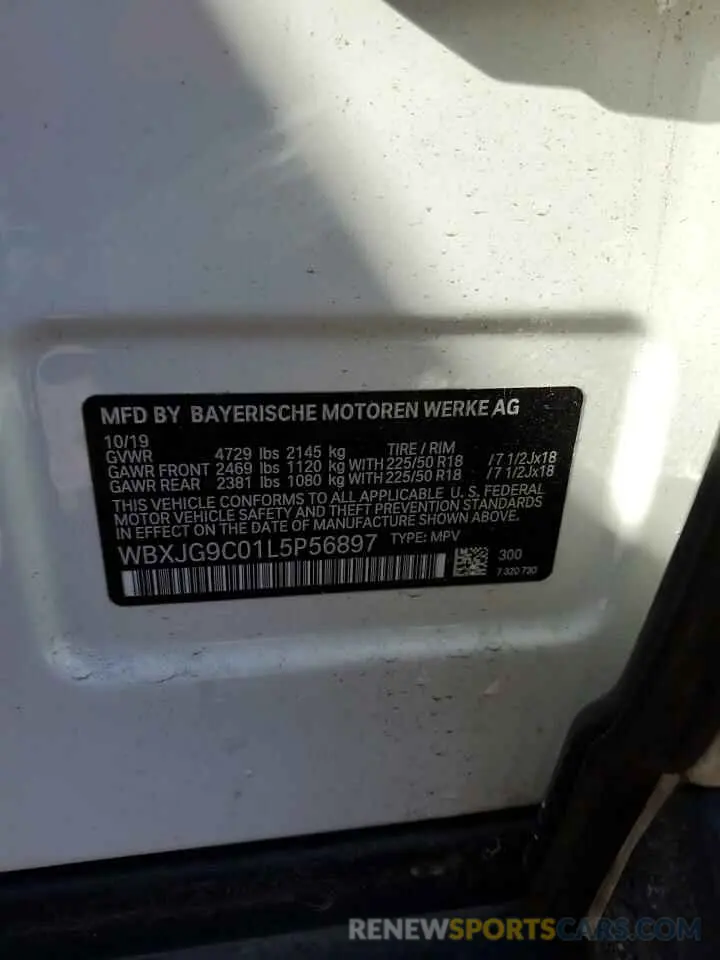 MFD BY BAYERISCHE MOTOREN WERKE AG
10/19
GVWR 4729 lbs 2145 kg TIRE / RIM
GAWR FRONT 2469 lbs 1120 kg WITH 225/50 R18 /7 1/2Jx18
GAWR REAR 2381 lbs 1080 kg WITH 225/50 R18 /7 1/2Jx18
THIS VEHICLE CONFORMS TO ALL APPLICABLE U. S. FEDERAL
MOTOR VEHICLE SAFETY AND THEFT PREVENTION STANDARDS
IN EFFECT ON THE DATE OF MANUFACTURE SHOWN ABOVE.
WBXJG9C01L5P56897 TYPE: MPV
300
7 320 730
RENEWSPORTSCARS.COM